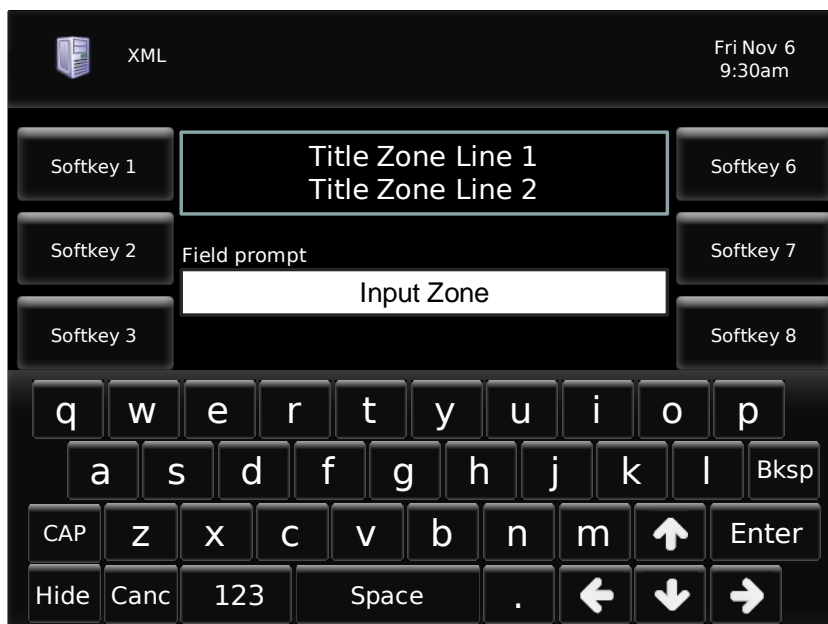 XML
Fri Nov 6
9:30am
Softkey 1
Title Zone Line 1
Title Zone Line 2
Softkey 6
Softkey 2
Field prompt
Softkey 7
Input Zone
Softkey 3
Softkey 8
q w e r t y u i o p
a s d f g h j k l Bksp
CAP z x c v b n m Enter
Hide Canc 123 Space .